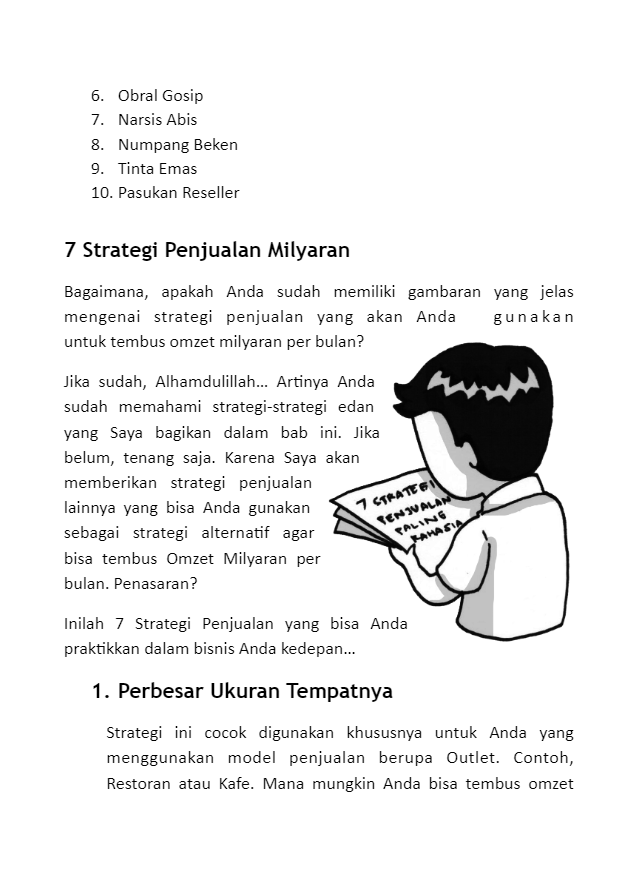 6. Obral Gosip
7. Narsis Abis
8. Numpang Beken
9. Tinta Emas
10. Pasukan Reseller
7 Strategi Penjualan Milyaran
Bagaimana, apakah Anda sudah memiliki gambaran yang jelas
mengenai strategi penjualan yang akan Anda gunakan
untuk tembus omzet milyaran per bulan?
Jika sudah, Alhamdulillah... Artinya Anda
sudah memahami strategi-strategi edan
yang Saya bagikan dalam bab ini. Jika
belum, tenang saja. Karena Saya akan
memberikan strategi penjualan
lainnya yang bisa Anda gunakan
sebagai strategi alternatif agar
bisa tembus Omzet Milyaran per
bulan. Penasaran?
7 STRATEGI
PENJUALAN
PALING
RAHASIA
Inilah 7 Strategi Penjualan yang bisa Anda
praktikkan dalam bisnis Anda kedepan...
1. Perbesar Ukuran Tempatnya
Strategi ini cocok digunakan khususnya untuk Anda yang
menggunakan model penjualan berupa Outlet. Contoh,
Restoran atau Kafe. Mana mungkin Anda bisa tembus omzet